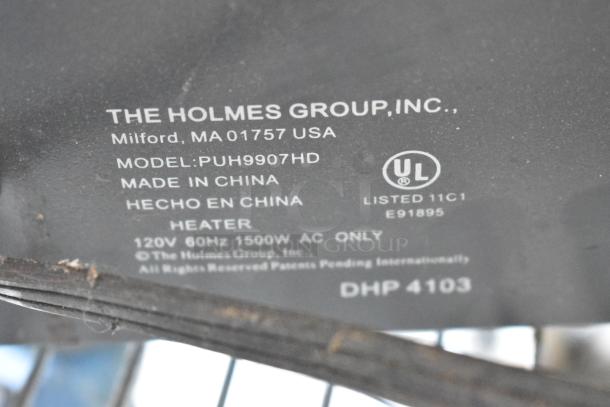 THE HOLMES GROUP,INC.,
Milford, MA 01757 USA
MODEL:PUH9907HD
MADE IN CHINA
HECHO EN CHINA
UL
LISTED 11C1
E91895
HEATER
120V 60Hz 1500W AC ONLY
©The Holmes Group, Inc.
All Rights Reserved Patents Pending Internationally
DHP 4103
GROUP